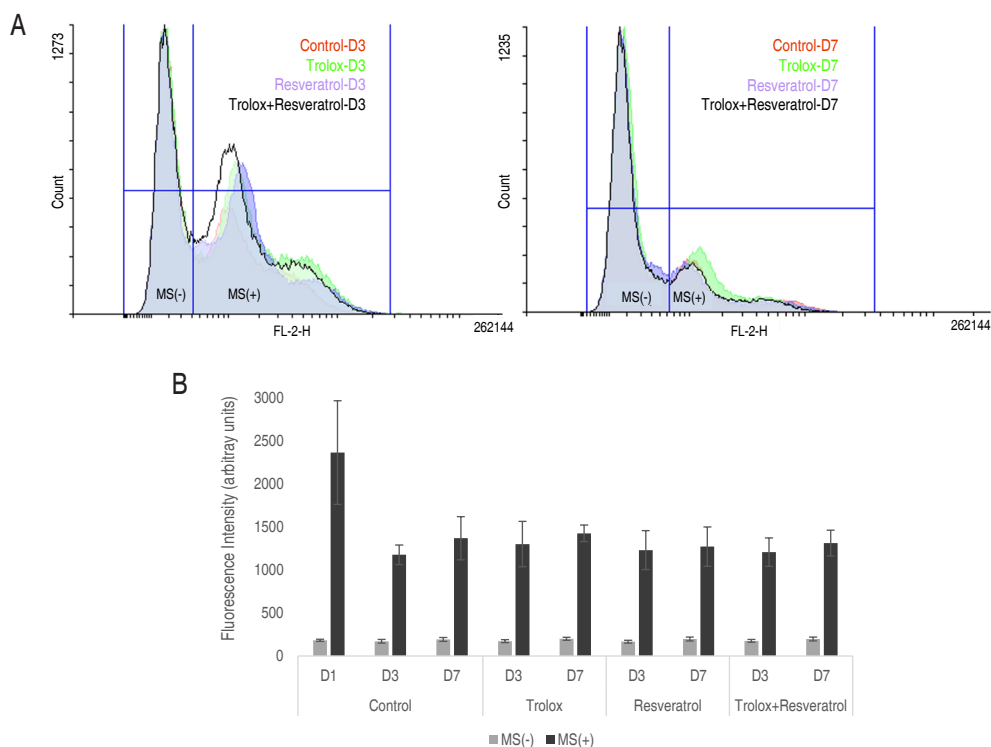 A
1273
Count
Control-D3
Trolox-D3
Resveratrol-D3
Trolox+Resveratrol-D3
MS(-)
MS(+)
FL-2-H
262144
1235
Count
Control-D7
Trolox-D7
Resveratrol-D7
Trolox+Resveratrol-D7
MS(-)
MS(+)
FL-2-H
262144
B
Fluorescence Intensity (arbitray units)
3000
2500
2000
1500
1000
500
0
D1 D3 D7 D3 D7 D3 D7 D3 D7
Control Trolox Resveratrol Trolox+Resveratrol
MS(-) MS(+)